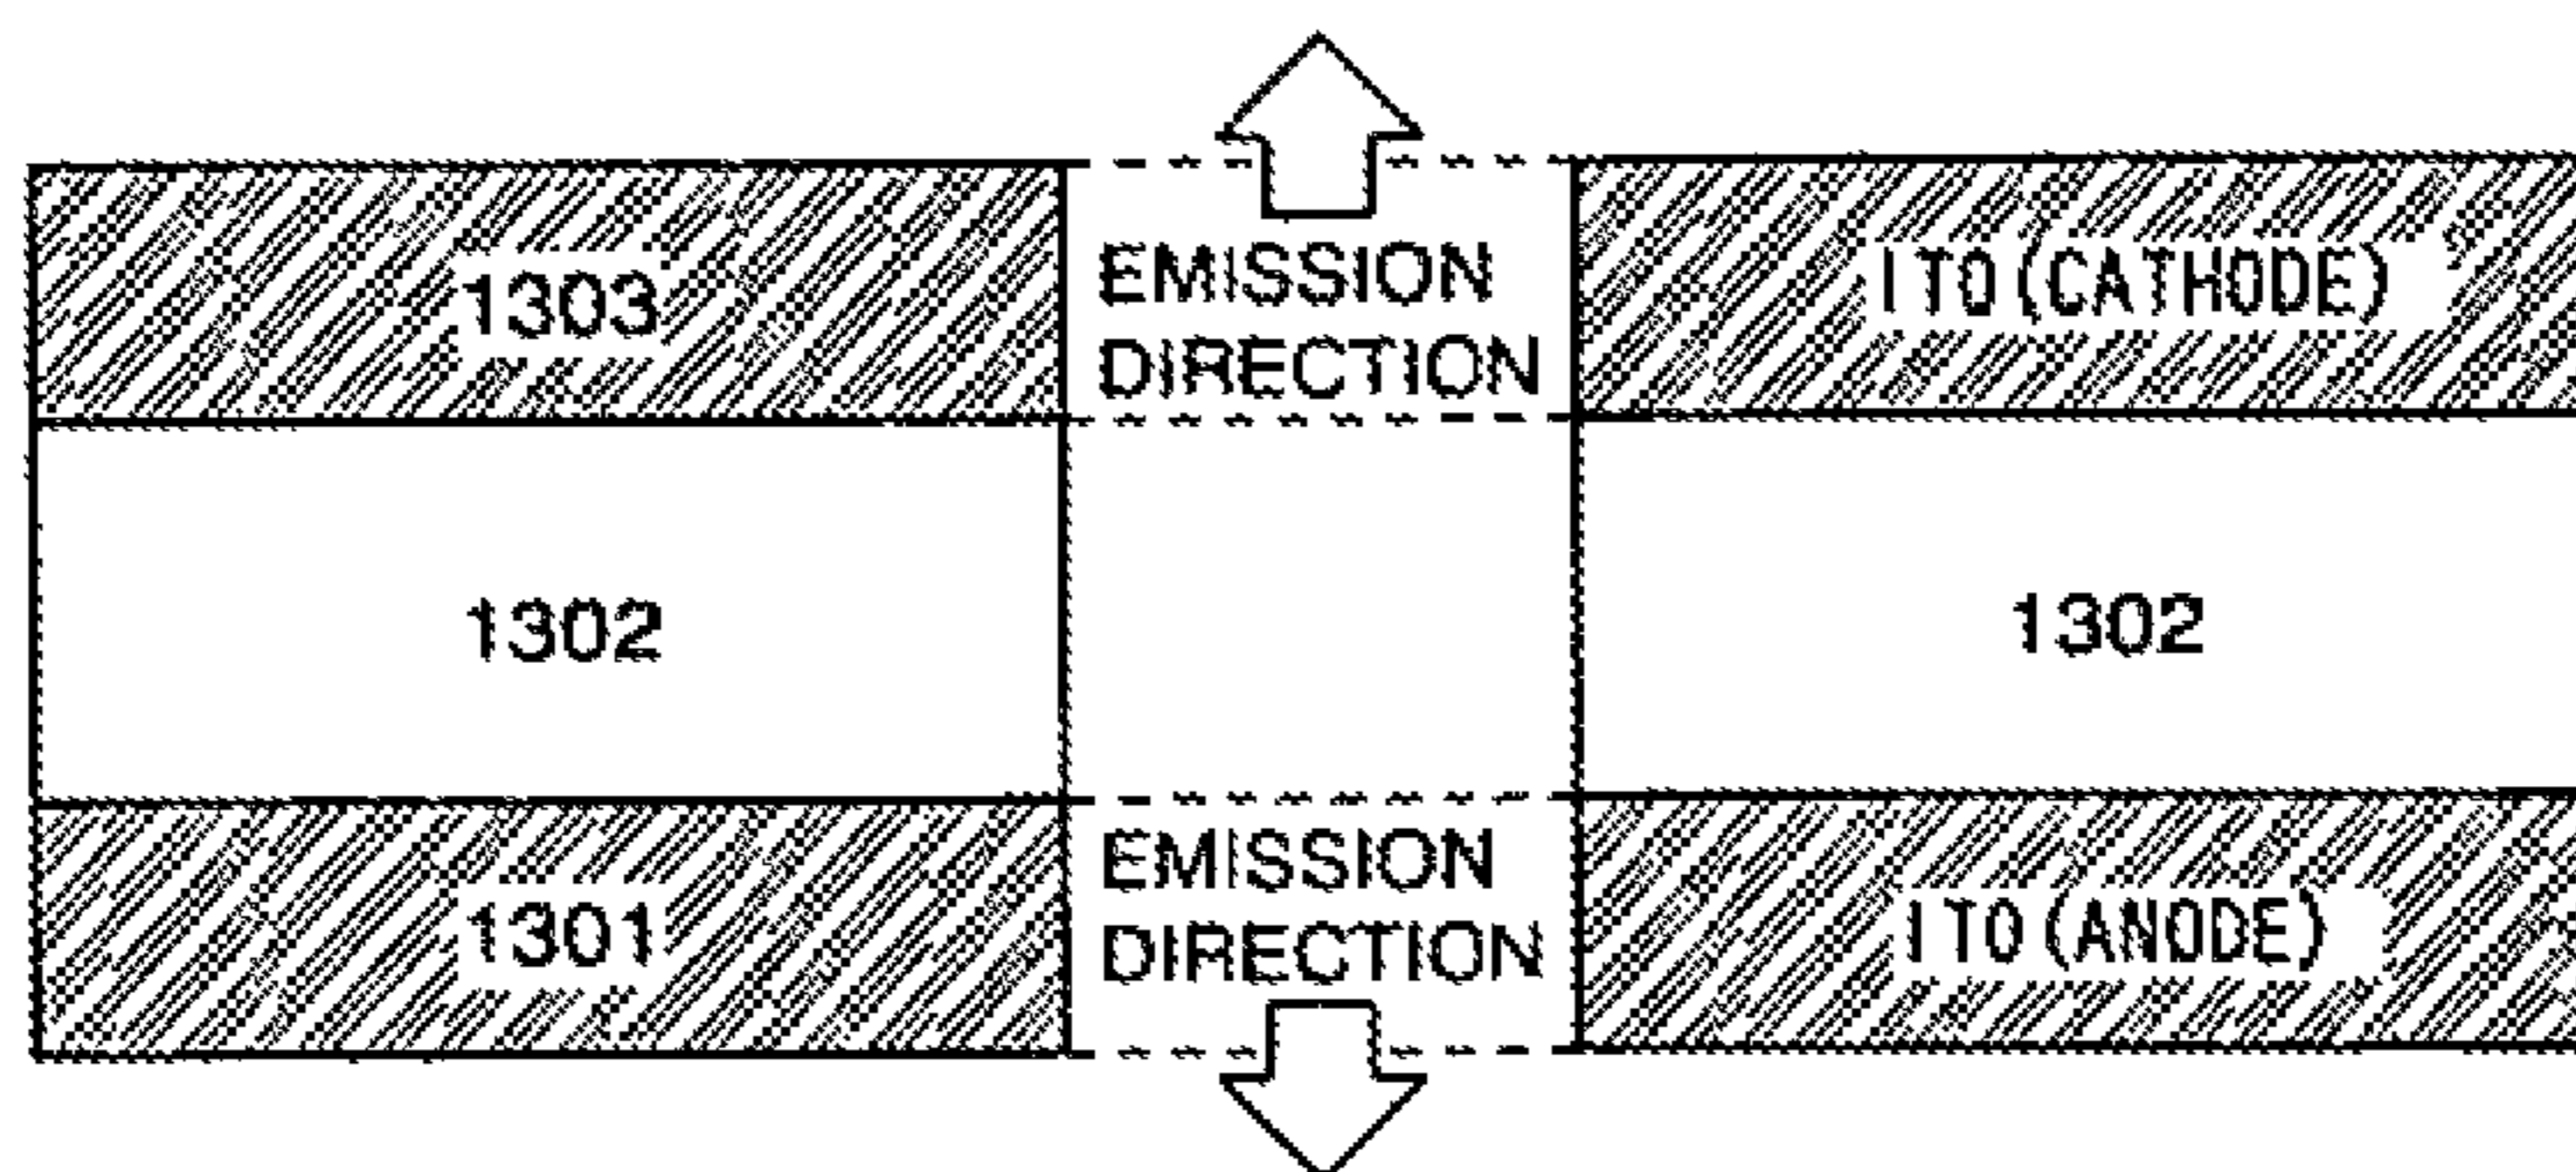 1303
EMISSION
DIRECTION
ITO (CATHODE)
1302
1302
1301
EMISSION
DIRECTION
ITO (ANODE)